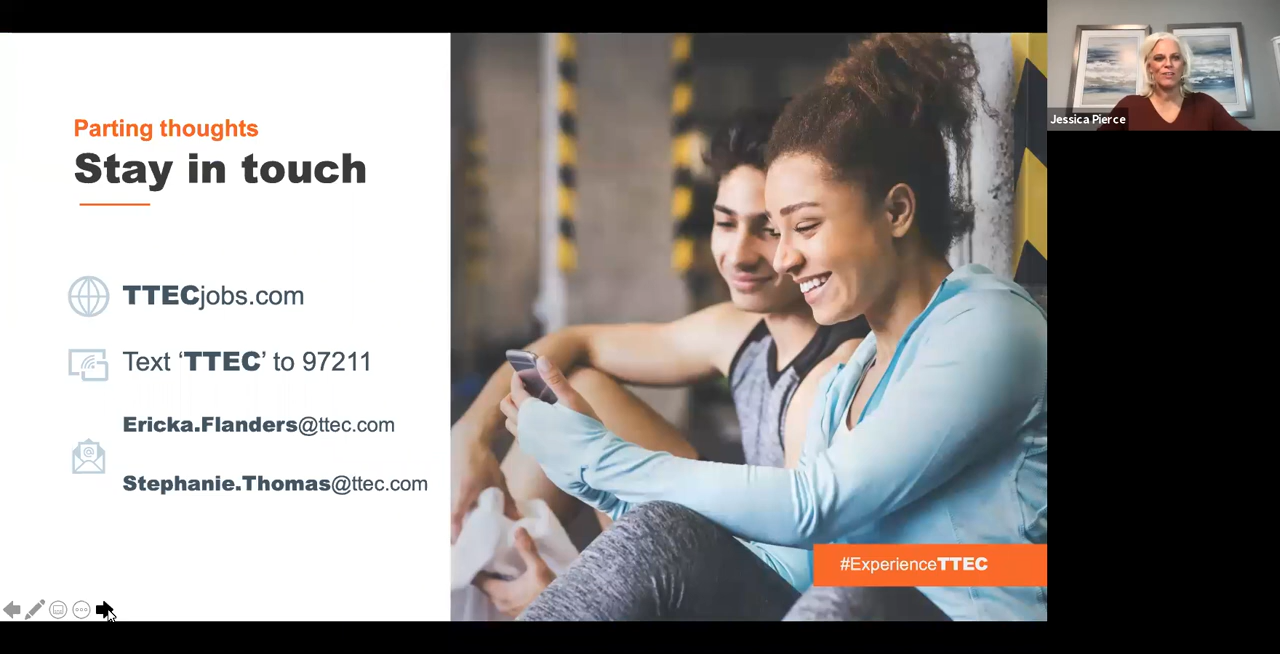 Parting thoughts
Stay in touch
TTECjobs.com
Text ‘TTEC’ to 97211
Ericka.Flanders@ttec.com
Stephanie.Thomas@ttec.com
#ExperienceTTEC
Jessica Pierce